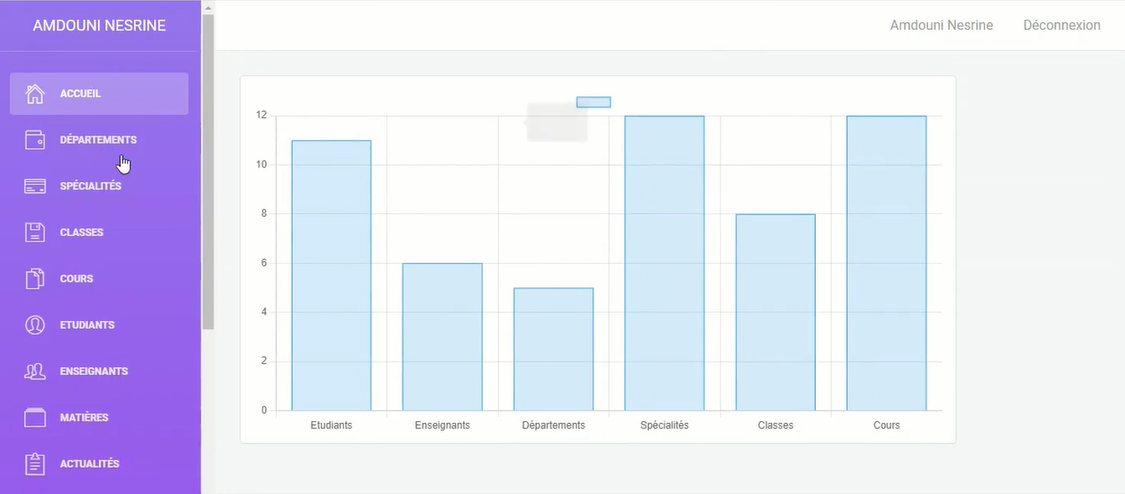 AMDOUNI NESRINE
Amdouni Nesrine
Déconnexion
ACCUEIL
DÉPARTEMENTS
SPÉCIALITÉS
CLASSES
COURS
ETUDIANTS
ENSEIGNANTS
MATIÈRES
ACTUALITÉS
12
10
8
6
4
2
0
Etudiants Enseignants Départements Spécialités Classes Cours